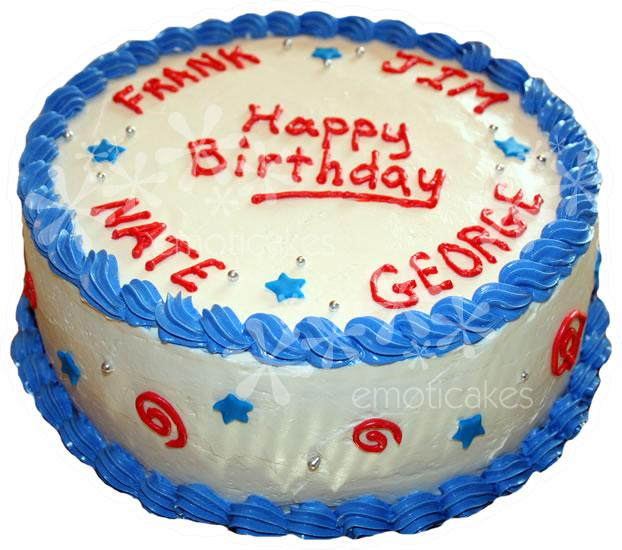 FRANK
JIM
Happy
Birthday
NATE
GEORGE
emoticakes
emoticakes